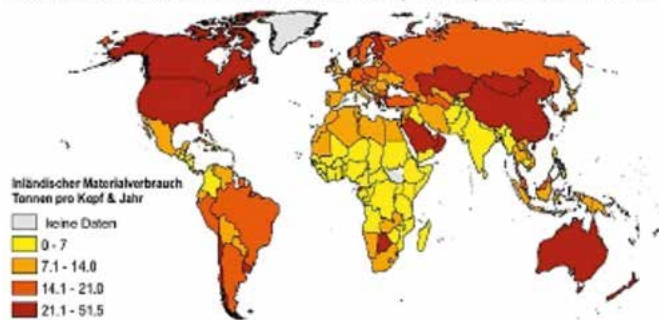 Inländischer Materialverbrauch
Tonnen pro Kopf & Jahr
keine Daten
0 - 7
7.1 - 14.0
14.1 - 21.0
21.1 - 51.5